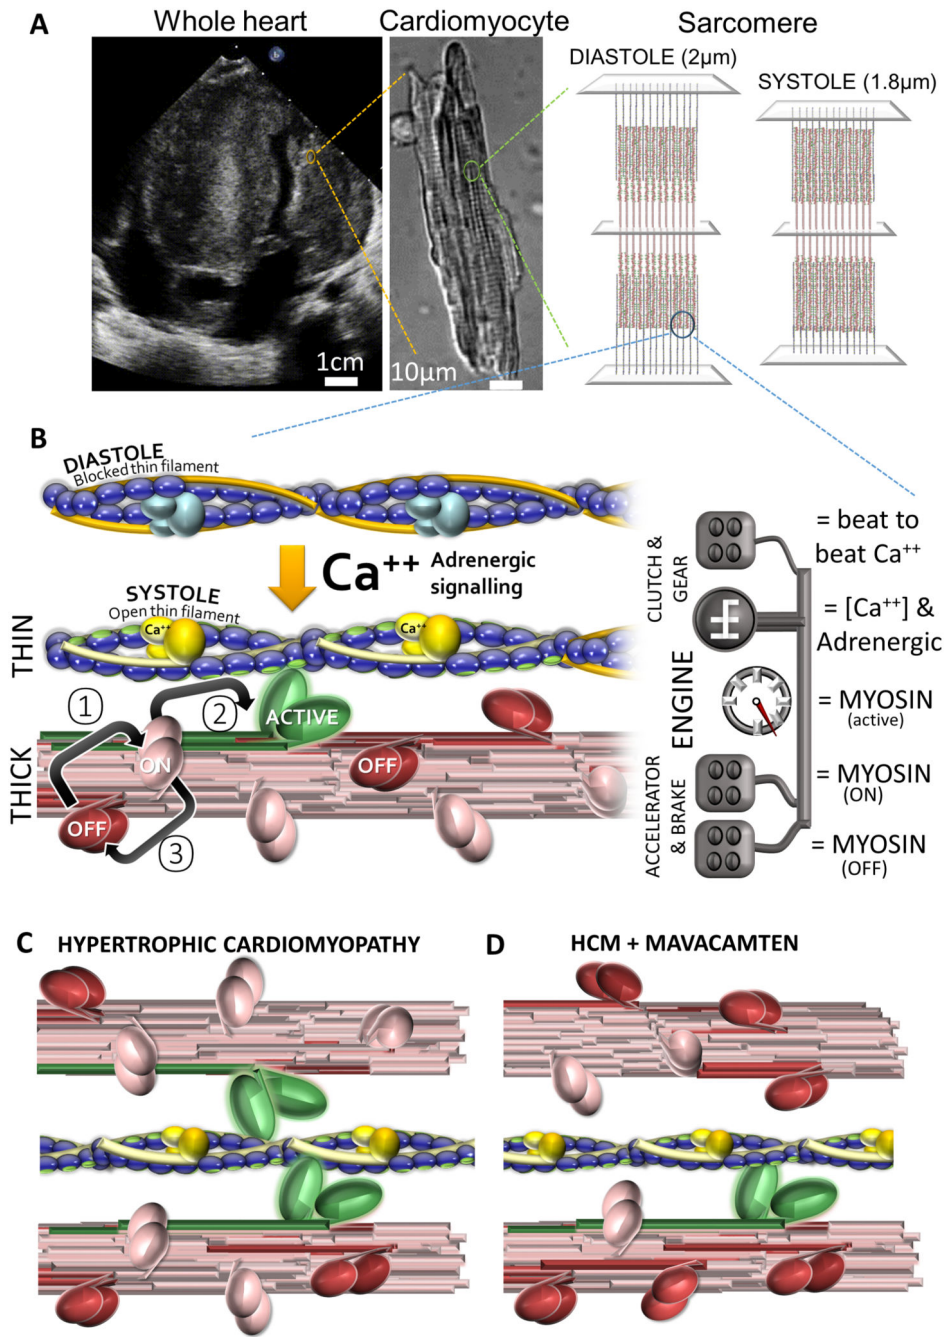 A
Whole heart
Cardiomyocyte
Sarcomere
DIASTOLE (2µm)
SYSTOLE (1.8µm)
1cm
10µm
B
DIASTOLE
Blocked thin filament
Ca++
Adrenergic
signalling
SYSTOLE
Open thin filament
Ca++
Ca++
THIN
THICK
1
2
3
ACTIVE
ON
OFF
OFF
CLUTCH &
GEAR
ENGINE
ACCELERATOR
& BRAKE
= beat to
beat Ca++
= [Ca++] &
Adrenergic
= MYOSIN
(active)
= MYOSIN
(ON)
= MYOSIN
(OFF)
C
HYPERTROPHIC CARDIOMYOPATHY
D
HCM + MAVACAMTEN